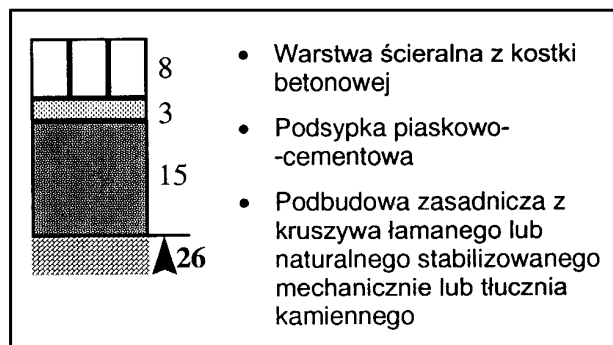 8
3
15
26
• Warstwa ścieralna z kostki
betonowej
• Podsypka piaskowo-
-cementowa
• Podbudowa zasadnicza z
kruszywa łamanego lub
naturalnego stabilizowanego
mechanicznie lub tłucznia
kamiennego